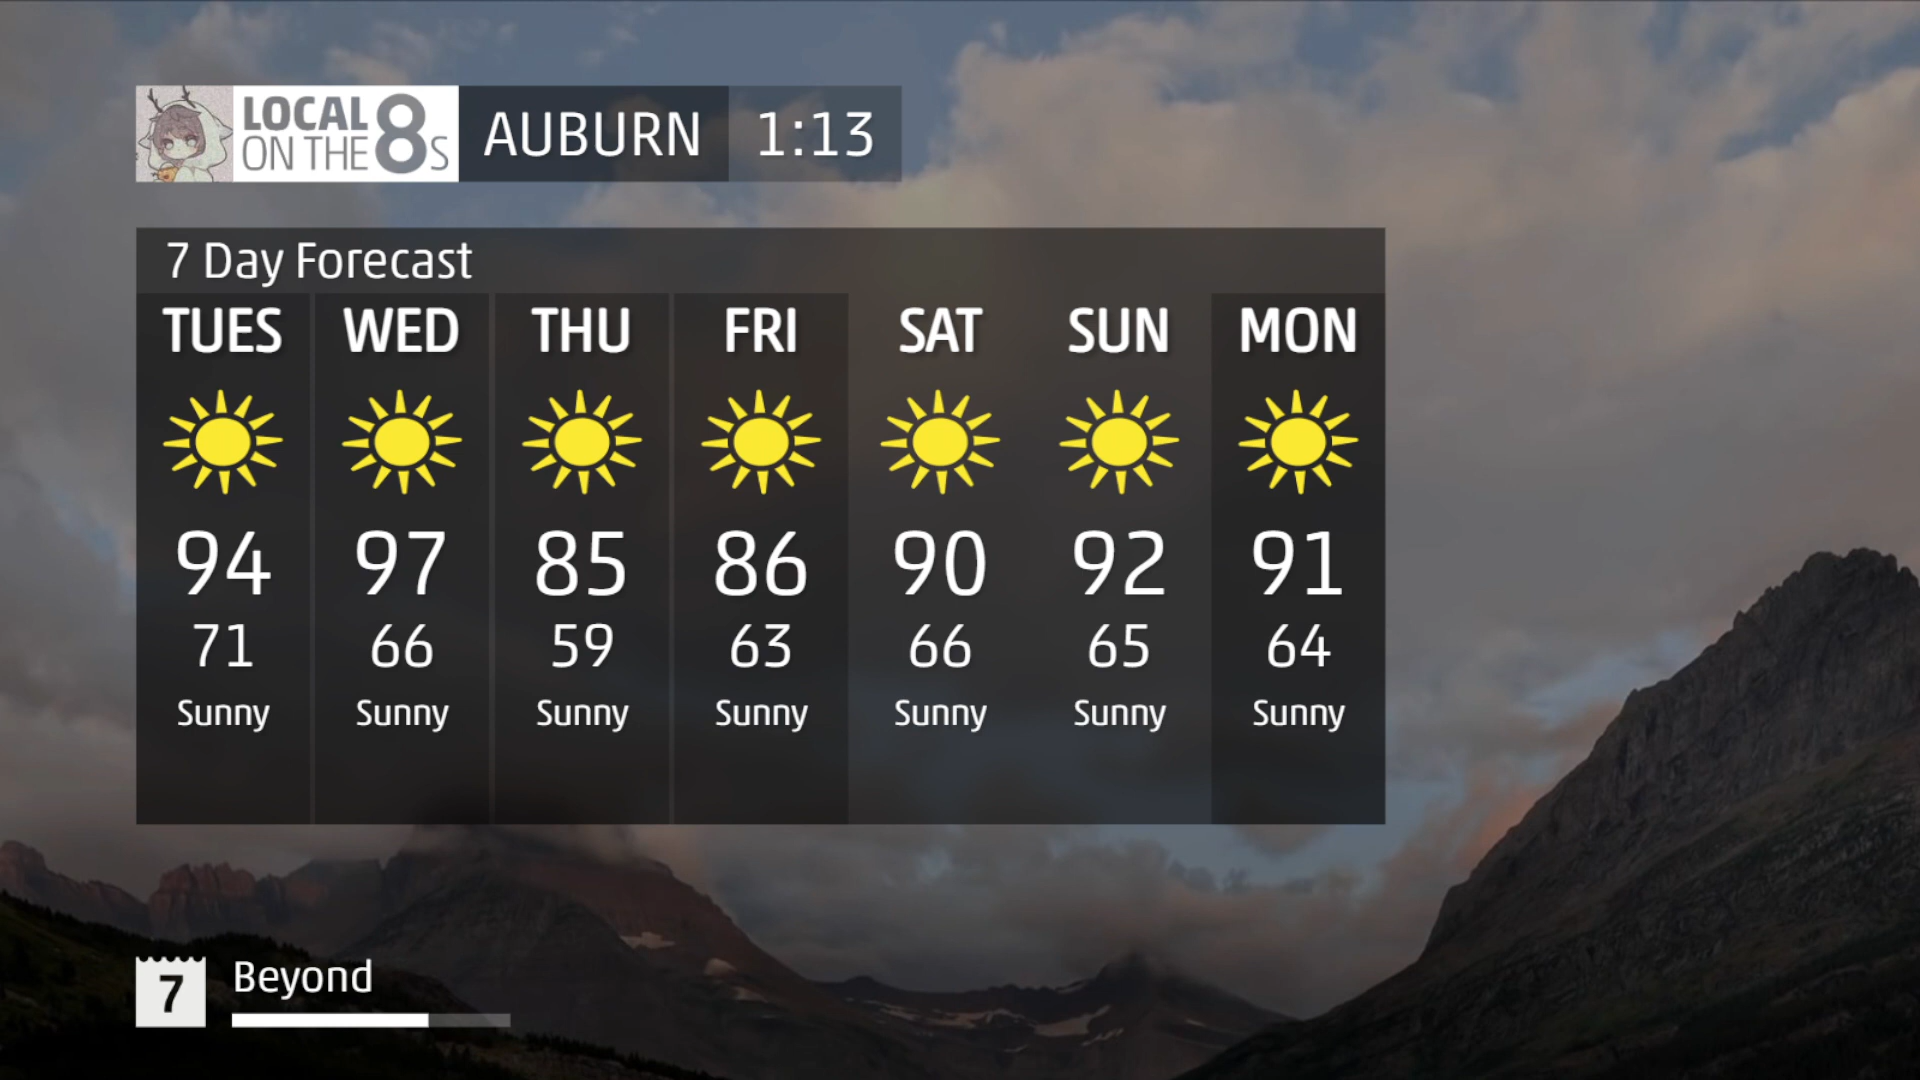 LOCAL
ON THE 8s
AUBURN 1:13
7 Day Forecast
TUES WED THU FRI SAT SUN MON
94 97 85 86 90 92 91
71 66 59 63 66 65 64
Sunny Sunny Sunny Sunny Sunny Sunny Sunny
7 Beyond